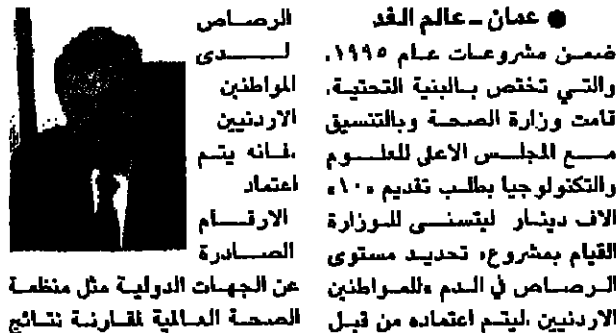 ● عمان - عالم الغد
ضمن مشروعات عام ١٩٩٥،
والتي تختص بالبنية التحتية،
قامت وزارة الصحة وبالتنسيق
مع المجلس الاعلى للعلوم
والتكنولوجيا بطلب تقديم «١٠»
الاف دينار ليتسنى للوزارة
القيام بمشروع، تحديد مستوى
الرصاص في الدم «للمواطنين
الاردنيين ،ليتم اعتماده من قبل
الرصاص
لدى
المواطنين
الاردنيين
،فانه يتم
اعتماد
الارقام
الصادرة
عن الجهات الدولية مثل منظمة
الصحة العالمية لمقارنة نتائج